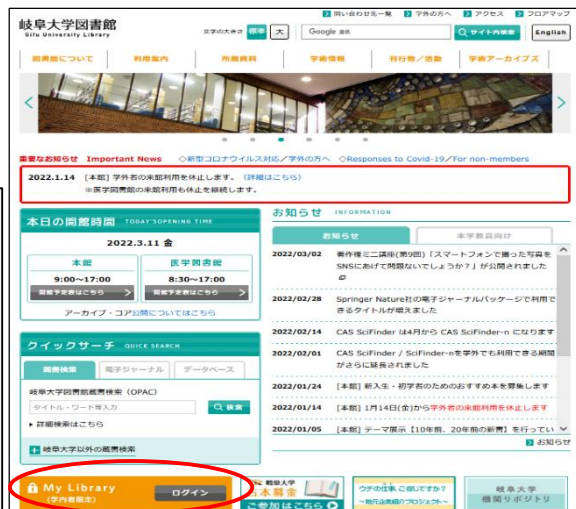 岐阜大学図書館
Gifu University Library
問い合わせ先一覧 学外の方へ アクセス フロアマップ
文字の大きさ 標準 大 Google 提供 サイト内検索 English
図書館について 利用案内 所蔵資料 学術情報 刊行物／活動 学術アーカイブズ
重要なお知らせ Important News ◇新型コロナウイルス対応／学外の方へ ◇Responses to Covid-19／For non-members
2022.1.14 [本館] 学外者の来館利用を休止します。（詳細はこちら）
※医学図書館の来館利用も休止を継続します。
本日の開館時間 TODAY'SOPENING TIME
2022.3.11 金
本館 医学図書館
9:00～17:00 8:30～17:00
開館予定表はこちら 開館予定表はこちら
アーカイブ・コア公開についてはこちら
クイックサーチ QUICK SEARCH
蔵書検索 電子ジャーナル データベース
岐阜大学図書館蔵書検索（OPAC）
タイトル・ワード等入力 検索
詳細検索はこちら
岐阜大学以外の蔵書検索
お知らせ INFORMATION
お知らせ 本学教員向け
2022/03/02 著作権ミニ講座(第9回)「スマートフォンで撮った写真を
SNSにあげて問題ないでしょうか？」が公開されました
2022/02/28 Springer Nature社の電子ジャーナルパッケージで利用で
きるタイトルが増えました
2022/02/14 CAS SciFinder は4月から CAS SciFinder-n になります
2022/02/01 CAS SciFinder / SciFinder-nを学外でも利用できる期間
がさらに延長されました
2022/01/24 [本館] 新入生・初学者のためのおすすめ本を募集します
2022/01/14 [本館] 1月14日(金)から学外者の来館利用を休止します
2022/01/05 [本館] テーマ展示【10年前、20年前の新書】を行ってい
お知らせ
My Library
(学内者限定)
ログイン
岐阜大学
古本募金
ご参加はこちら
ウチの仕事、ご存じですか？
～地元企業紹介プロジェクト～
岐阜大学
機関リポジトリ